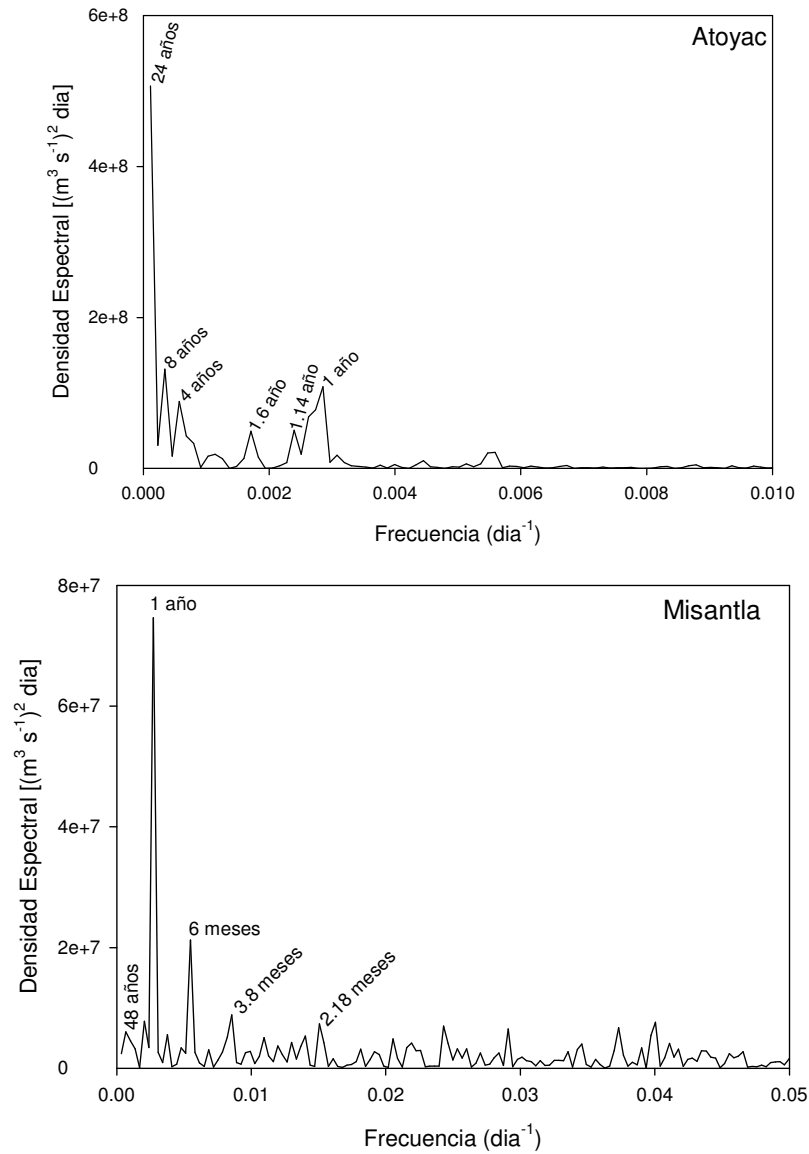 Atoyac
Densidad Espectral [(m³ s⁻¹)² dia]
6e+8
4e+8
2e+8
0
24 años
8 años
4 años
1.6 año
1.14 año
1 año
0.000 0.002 0.004 0.006 0.008 0.010
Frecuencia (dia⁻¹)
Misantla
Densidad Espectral [(m³ s⁻¹)² dia]
8e+7
6e+7
4e+7
2e+7
0
48 años
1 año
6 meses
3.8 meses
2.18 meses
0.00 0.01 0.02 0.03 0.04 0.05
Frecuencia (dia⁻¹)